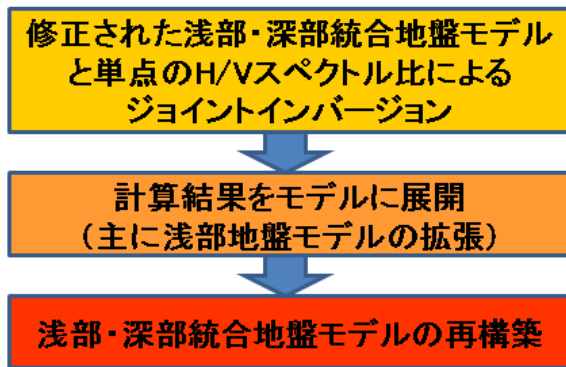 修正された浅部・深部統合地盤モデル
と単点のH/Vスペクトル比による
ジョイントインバージョン
計算結果をモデルに展開
（主に浅部地盤モデルの拡張）
浅部・深部統合地盤モデルの再構築